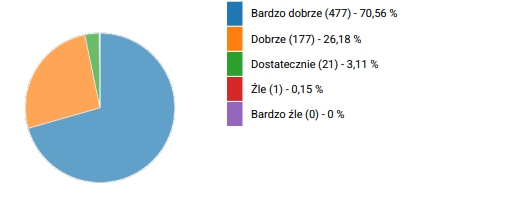 Bardzo dobrze (477) - 70,56 %
Dobrze (177) - 26,18 %
Dostatecznie (21) - 3,11 %
Źle (1) - 0,15 %
Bardzo źle (0) - 0 %